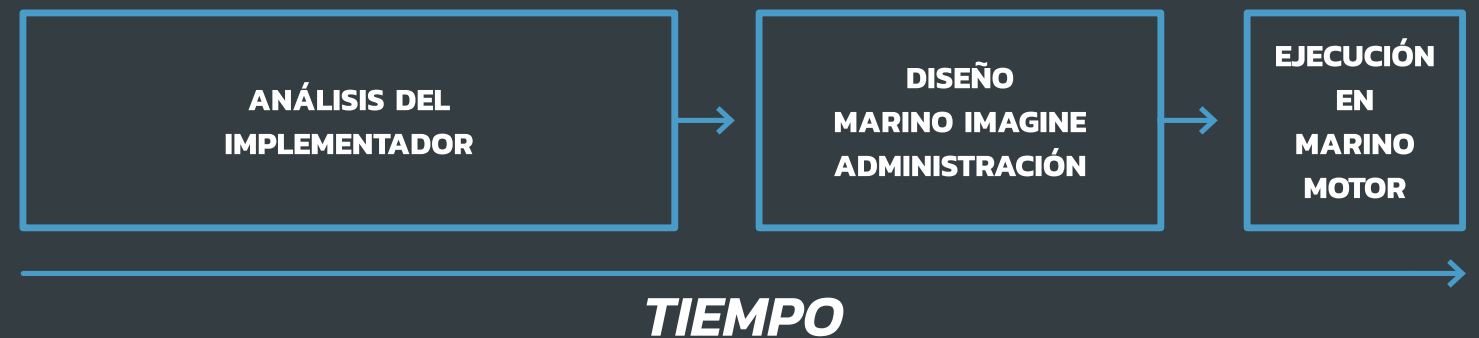 ANÁLISIS DEL
IMPLEMENTADOR
DISEÑO
MARINO IMAGINE
ADMINISTRACIÓN
EJECUCIÓN
EN
MARINO
MOTOR
TIEMPO